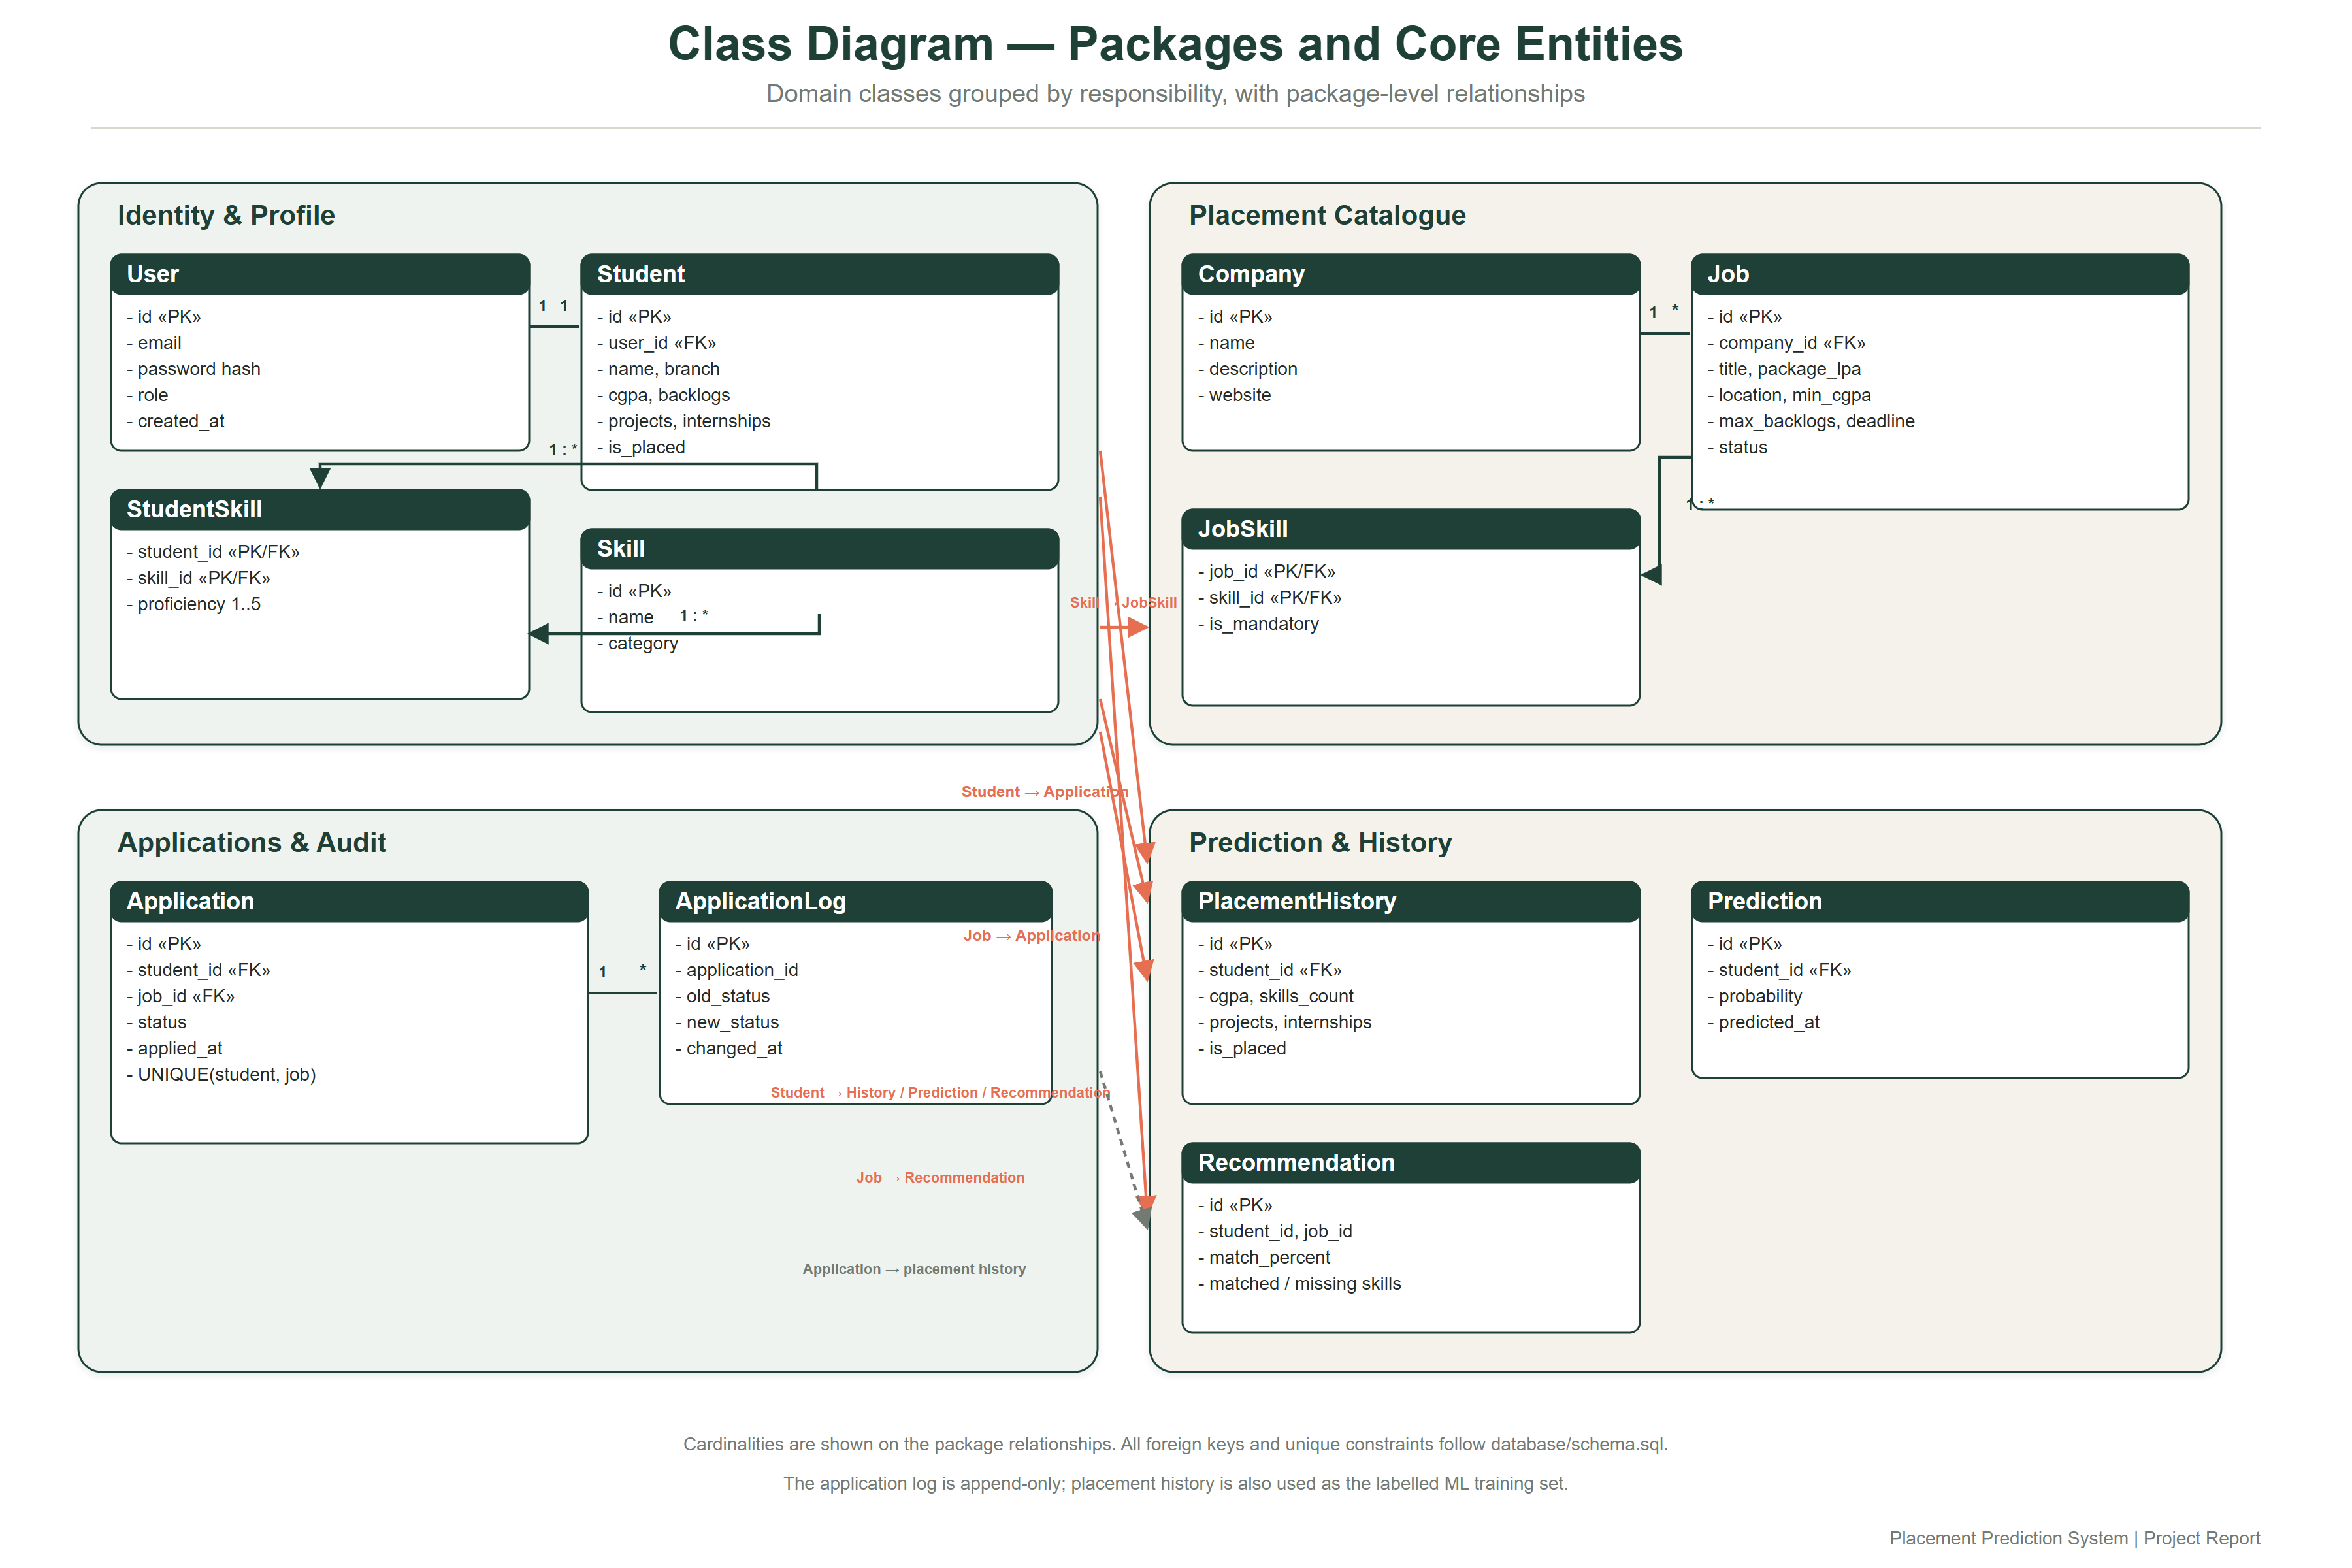 Class Diagram — Packages and Core Entities
Domain classes grouped by responsibility, with package-level relationships
Identity & Profile
User
- id «PK»
- email
- password hash
- role
- created_at
1 1
Student
- id «PK»
- user_id «FK»
- name, branch
- cgpa, backlogs
- projects, internships
- is_placed
1 : *
StudentSkill
- student_id «PK/FK»
- skill_id «PK/FK»
- proficiency 1..5
Skill
- id «PK»
- name
1 : *
- category
Placement Catalogue
Company
- id «PK»
- name
- description
- website
1 *
Job
- id «PK»
- company_id «FK»
- title, package_lpa
- location, min_cgpa
- max_backlogs, deadline
- status
1 : *
JobSkill
- job_id «PK/FK»
- skill_id «PK/FK»
- is_mandatory
Skill → JobSkill
Student → Application
Applications & Audit
Application
- id «PK»
- student_id «FK»
- job_id «FK»
- status
- applied_at
- UNIQUE(student, job)
1 *
ApplicationLog
- id «PK»
- application_id
- old_status
- new_status
- changed_at
Job → Application
Student → History / Prediction / Recommendation
Job → Recommendation
Application → placement history
Prediction & History
PlacementHistory
- id «PK»
- student_id «FK»
- cgpa, skills_count
- projects, internships
- is_placed
Prediction
- id «PK»
- student_id «FK»
- probability
- predicted_at
Recommendation
- id «PK»
- student_id, job_id
- match_percent
- matched / missing skills
Cardinalities are shown on the package relationships. All foreign keys and unique constraints follow database/schema.sql.
The application log is append-only; placement history is also used as the labelled ML training set.
Placement Prediction System | Project Report